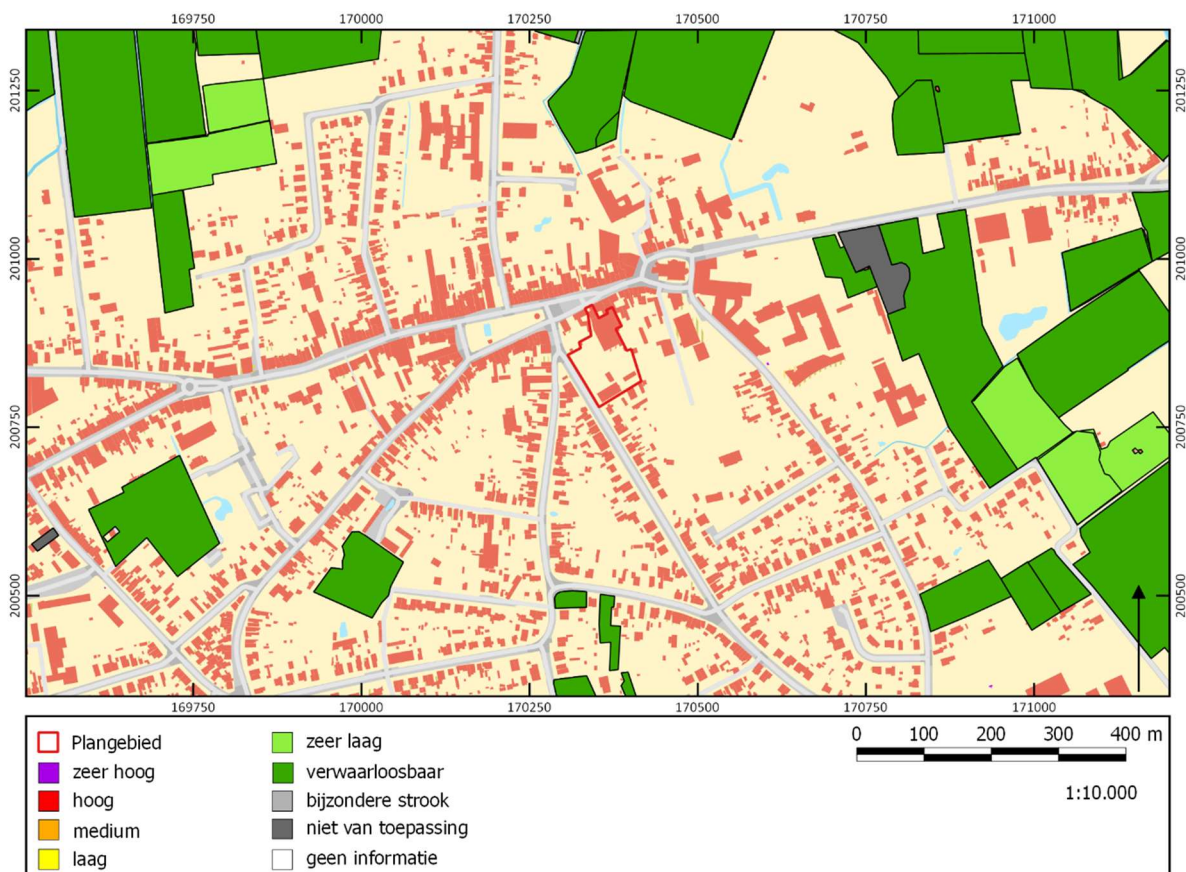 169750 170000 170250 170500 170750 171000
201250 201250
201000 201000
200750 200750
200500 200500
169750 170000 170250 170500 170750 171000
Plangebied
zeer hoog
hoog
medium
laag
zeer laag
verwaarloosbaar
bijzondere strook
niet van toepassing
geen informatie
0 100 200 300 400 m
1:10.000